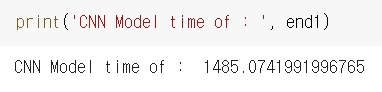 print('CNN Model time of : ', end1)
CNN Model time of :  1485.0741991996765